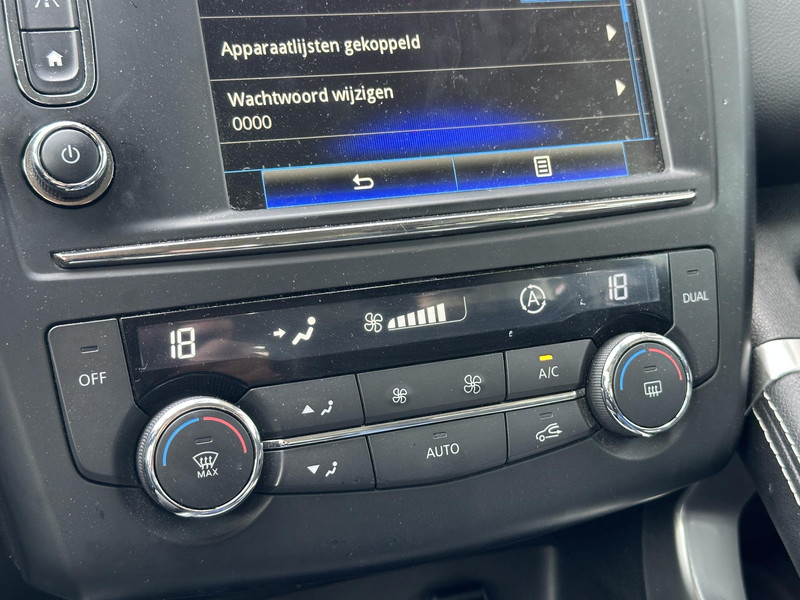 Apparaatlijsten gekoppeld
Wachtwoord wijzigen
0000
18
A
18
DUAL
OFF
A/C
AUTO
MAX